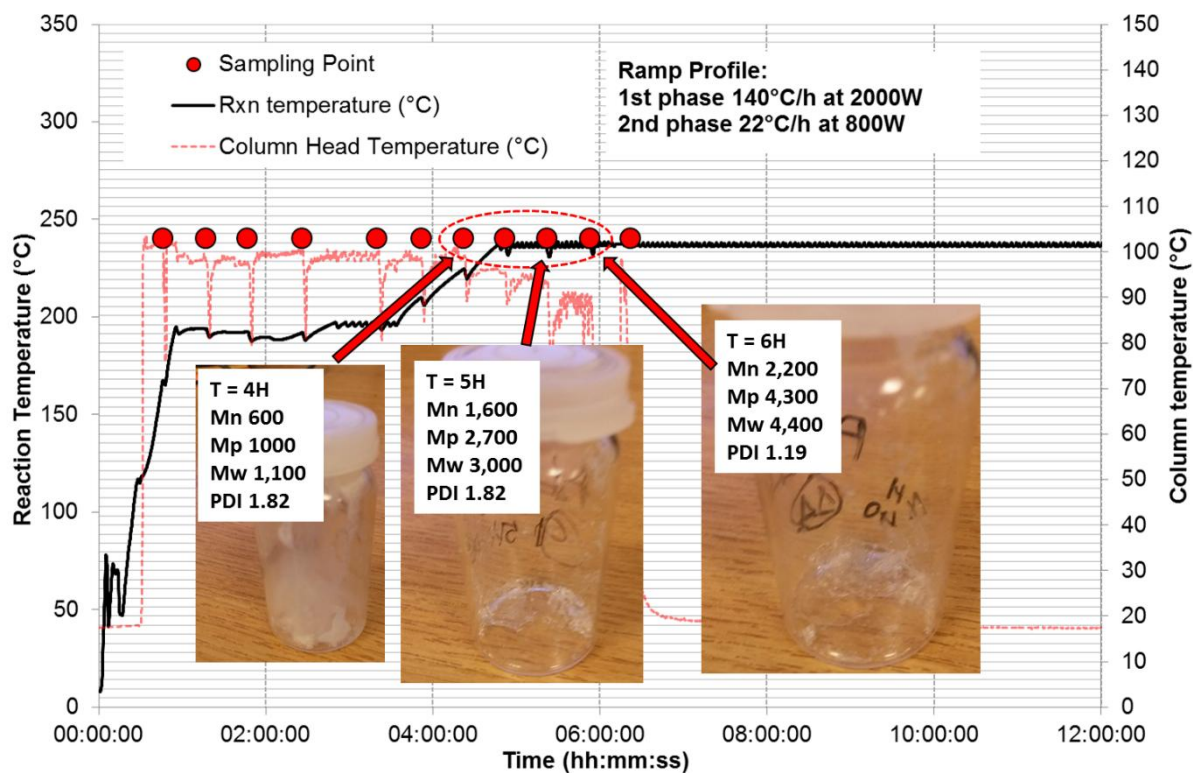 350
300
250
200
150
100
50
0
Reaction Temperature (°C)
Sampling Point
Rxn temperature (°C)
Column Head Temperature (°C)
Ramp Profile:
1st phase 140°C/h at 2000W
2nd phase 22°C/h at 800W
T = 4H
Mn 600
Mp 1000
Mw 1,100
PDI 1.82
T = 5H
Mn 1,600
Mp 2,700
Mw 3,000
PDI 1.82
T = 6H
Mn 2,200
Mp 4,300
Mw 4,400
PDI 1.19
150
140
130
120
110
100
90
80
70
60
50
40
30
20
10
0
Column temperature (°C)
00:00:00
02:00:00
04:00:00
06:00:00
08:00:00
10:00:00
12:00:00
Time (hh:mm:ss)